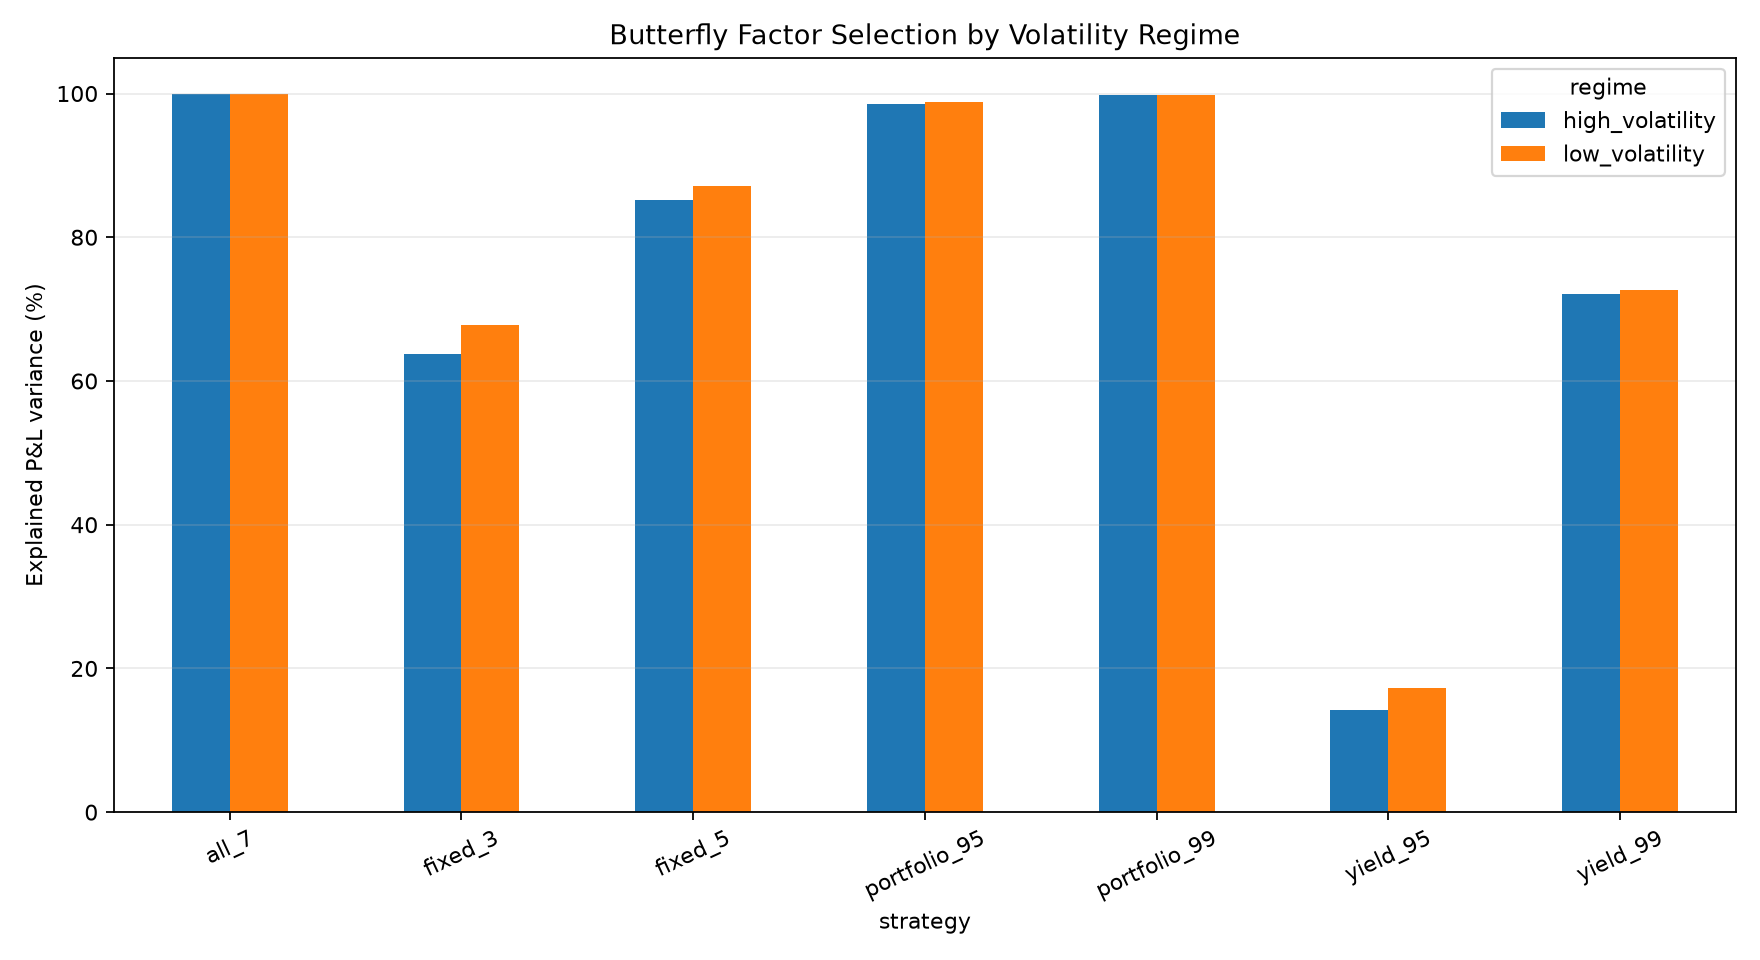 Butterfly Factor Selection by Volatility Regime
regime
high_volatility
low_volatility
Explained P&L variance (%)
100
80
60
40
20
0
all_7
fixed_3
fixed_5
portfolio_95
portfolio_99
yield_95
yield_99
strategy